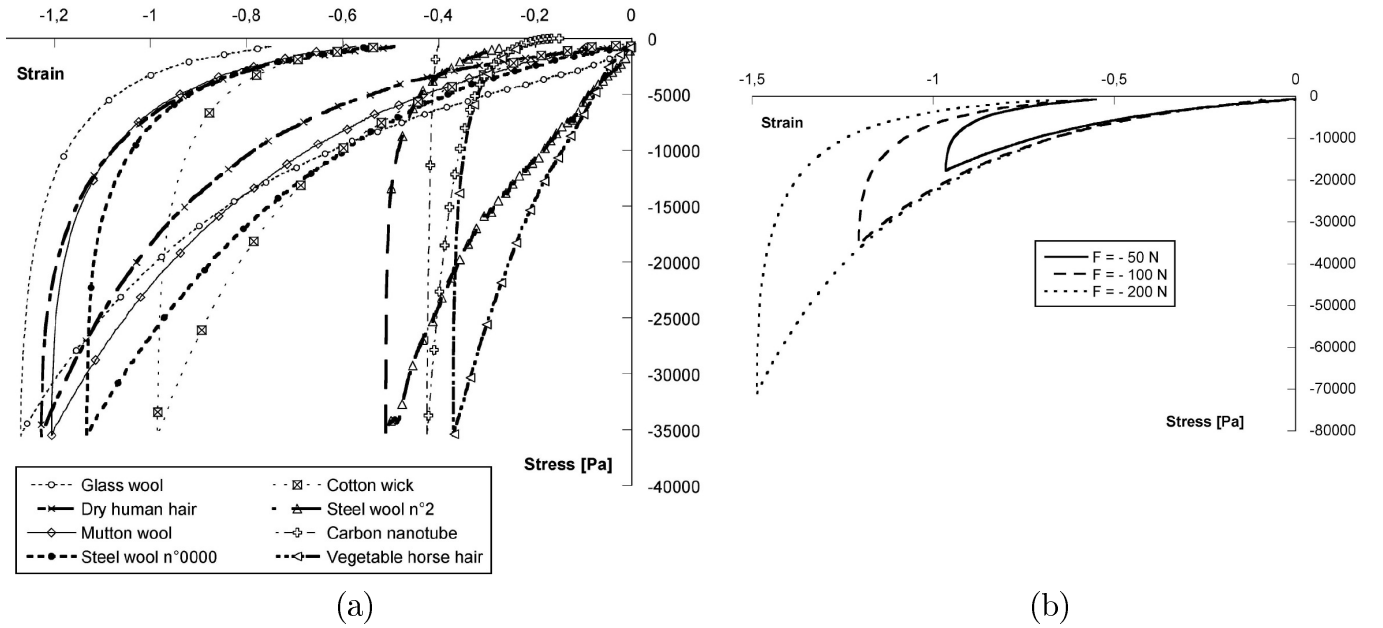 -1,2 -1 -0,8 -0,6 -0,4 -0,2 0
0
Strain
-5000
-10000
-15000
-20000
-25000
-30000
-35000
Stress [Pa]
-40000
Glass wool
Cotton wick
Dry human hair
Steel wool n°2
Mutton wool
Carbon nanotube
Steel wool n°0000
Vegetable horse hair
(a)
-1,5 -1 -0,5 0
0
Strain
-10000
-20000
-30000
-40000
-50000
-60000
-70000
-80000
F = - 50 N
F = - 100 N
F = - 200 N
Stress [Pa]
(b)